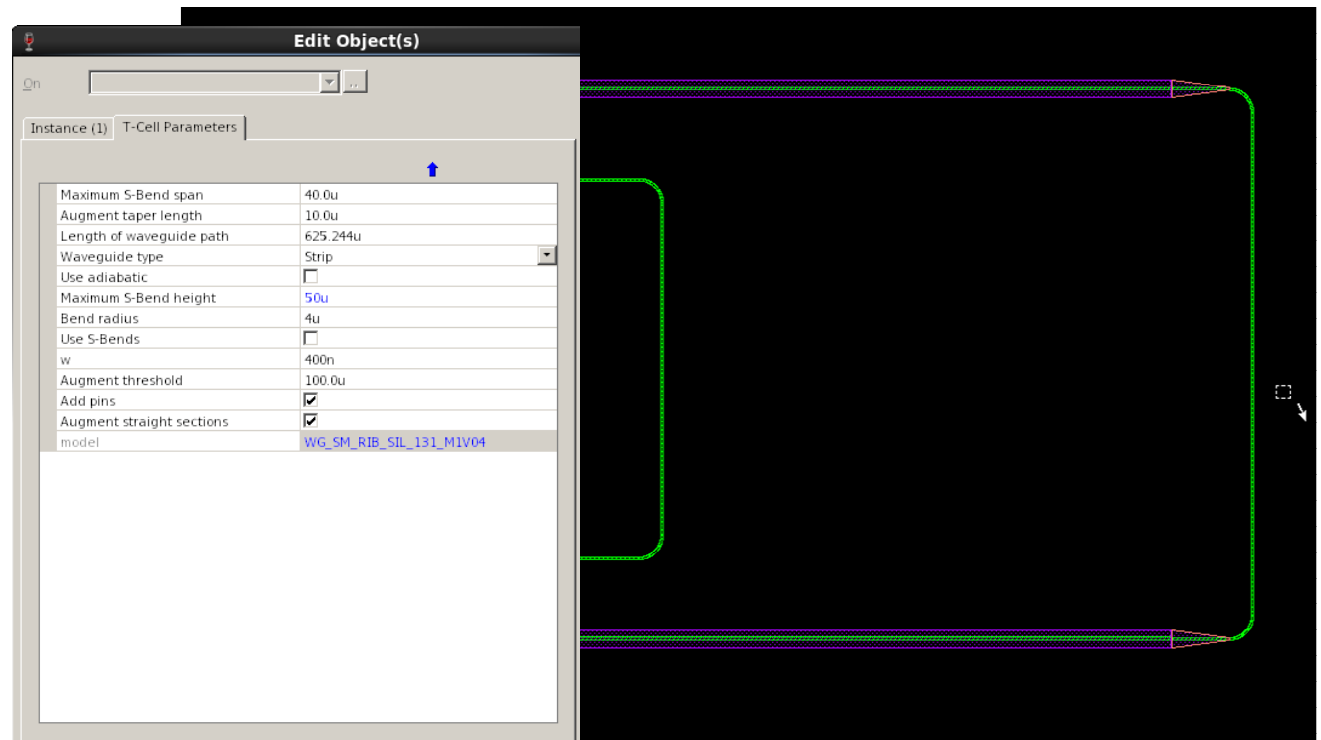 Edit Object(s)
On
..
Instance (1) T-Cell Parameters
Maximum S-Bend span 40.0u
Augment taper length 10.0u
Length of waveguide path 625.244u
Waveguide type Strip
Use adiabatic
Maximum S-Bend height 50u
Bend radius 4u
Use S-Bends
w 400n
Augment threshold 100.0u
Add pins
Augment straight sections
model WG_SM_RIB_SIL_131_M1V04